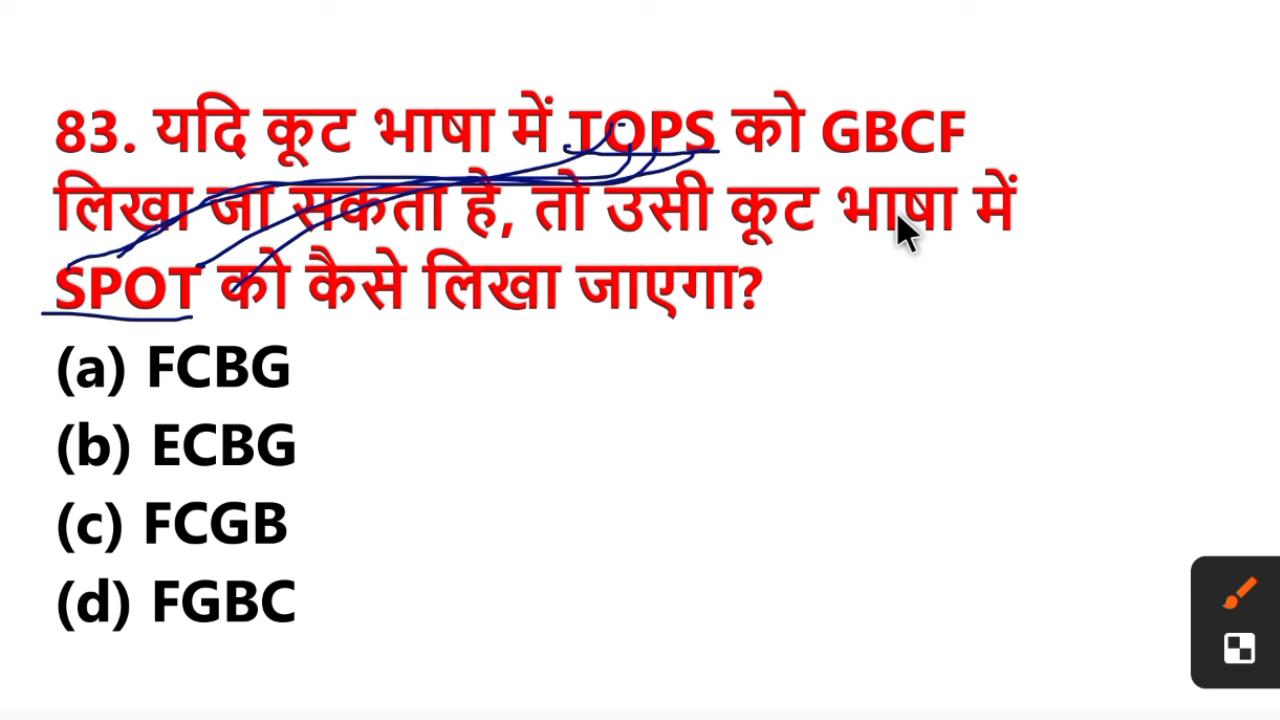 83. यदि कूट भाषा में TOPS को GBCF
लिखा जा सकता है, तो उसी कूट भाषा में
SPOT को कैसे लिखा जाएगा?
(a) FCBG
(b) ECBG
(c) FCGB
(d) FGBC